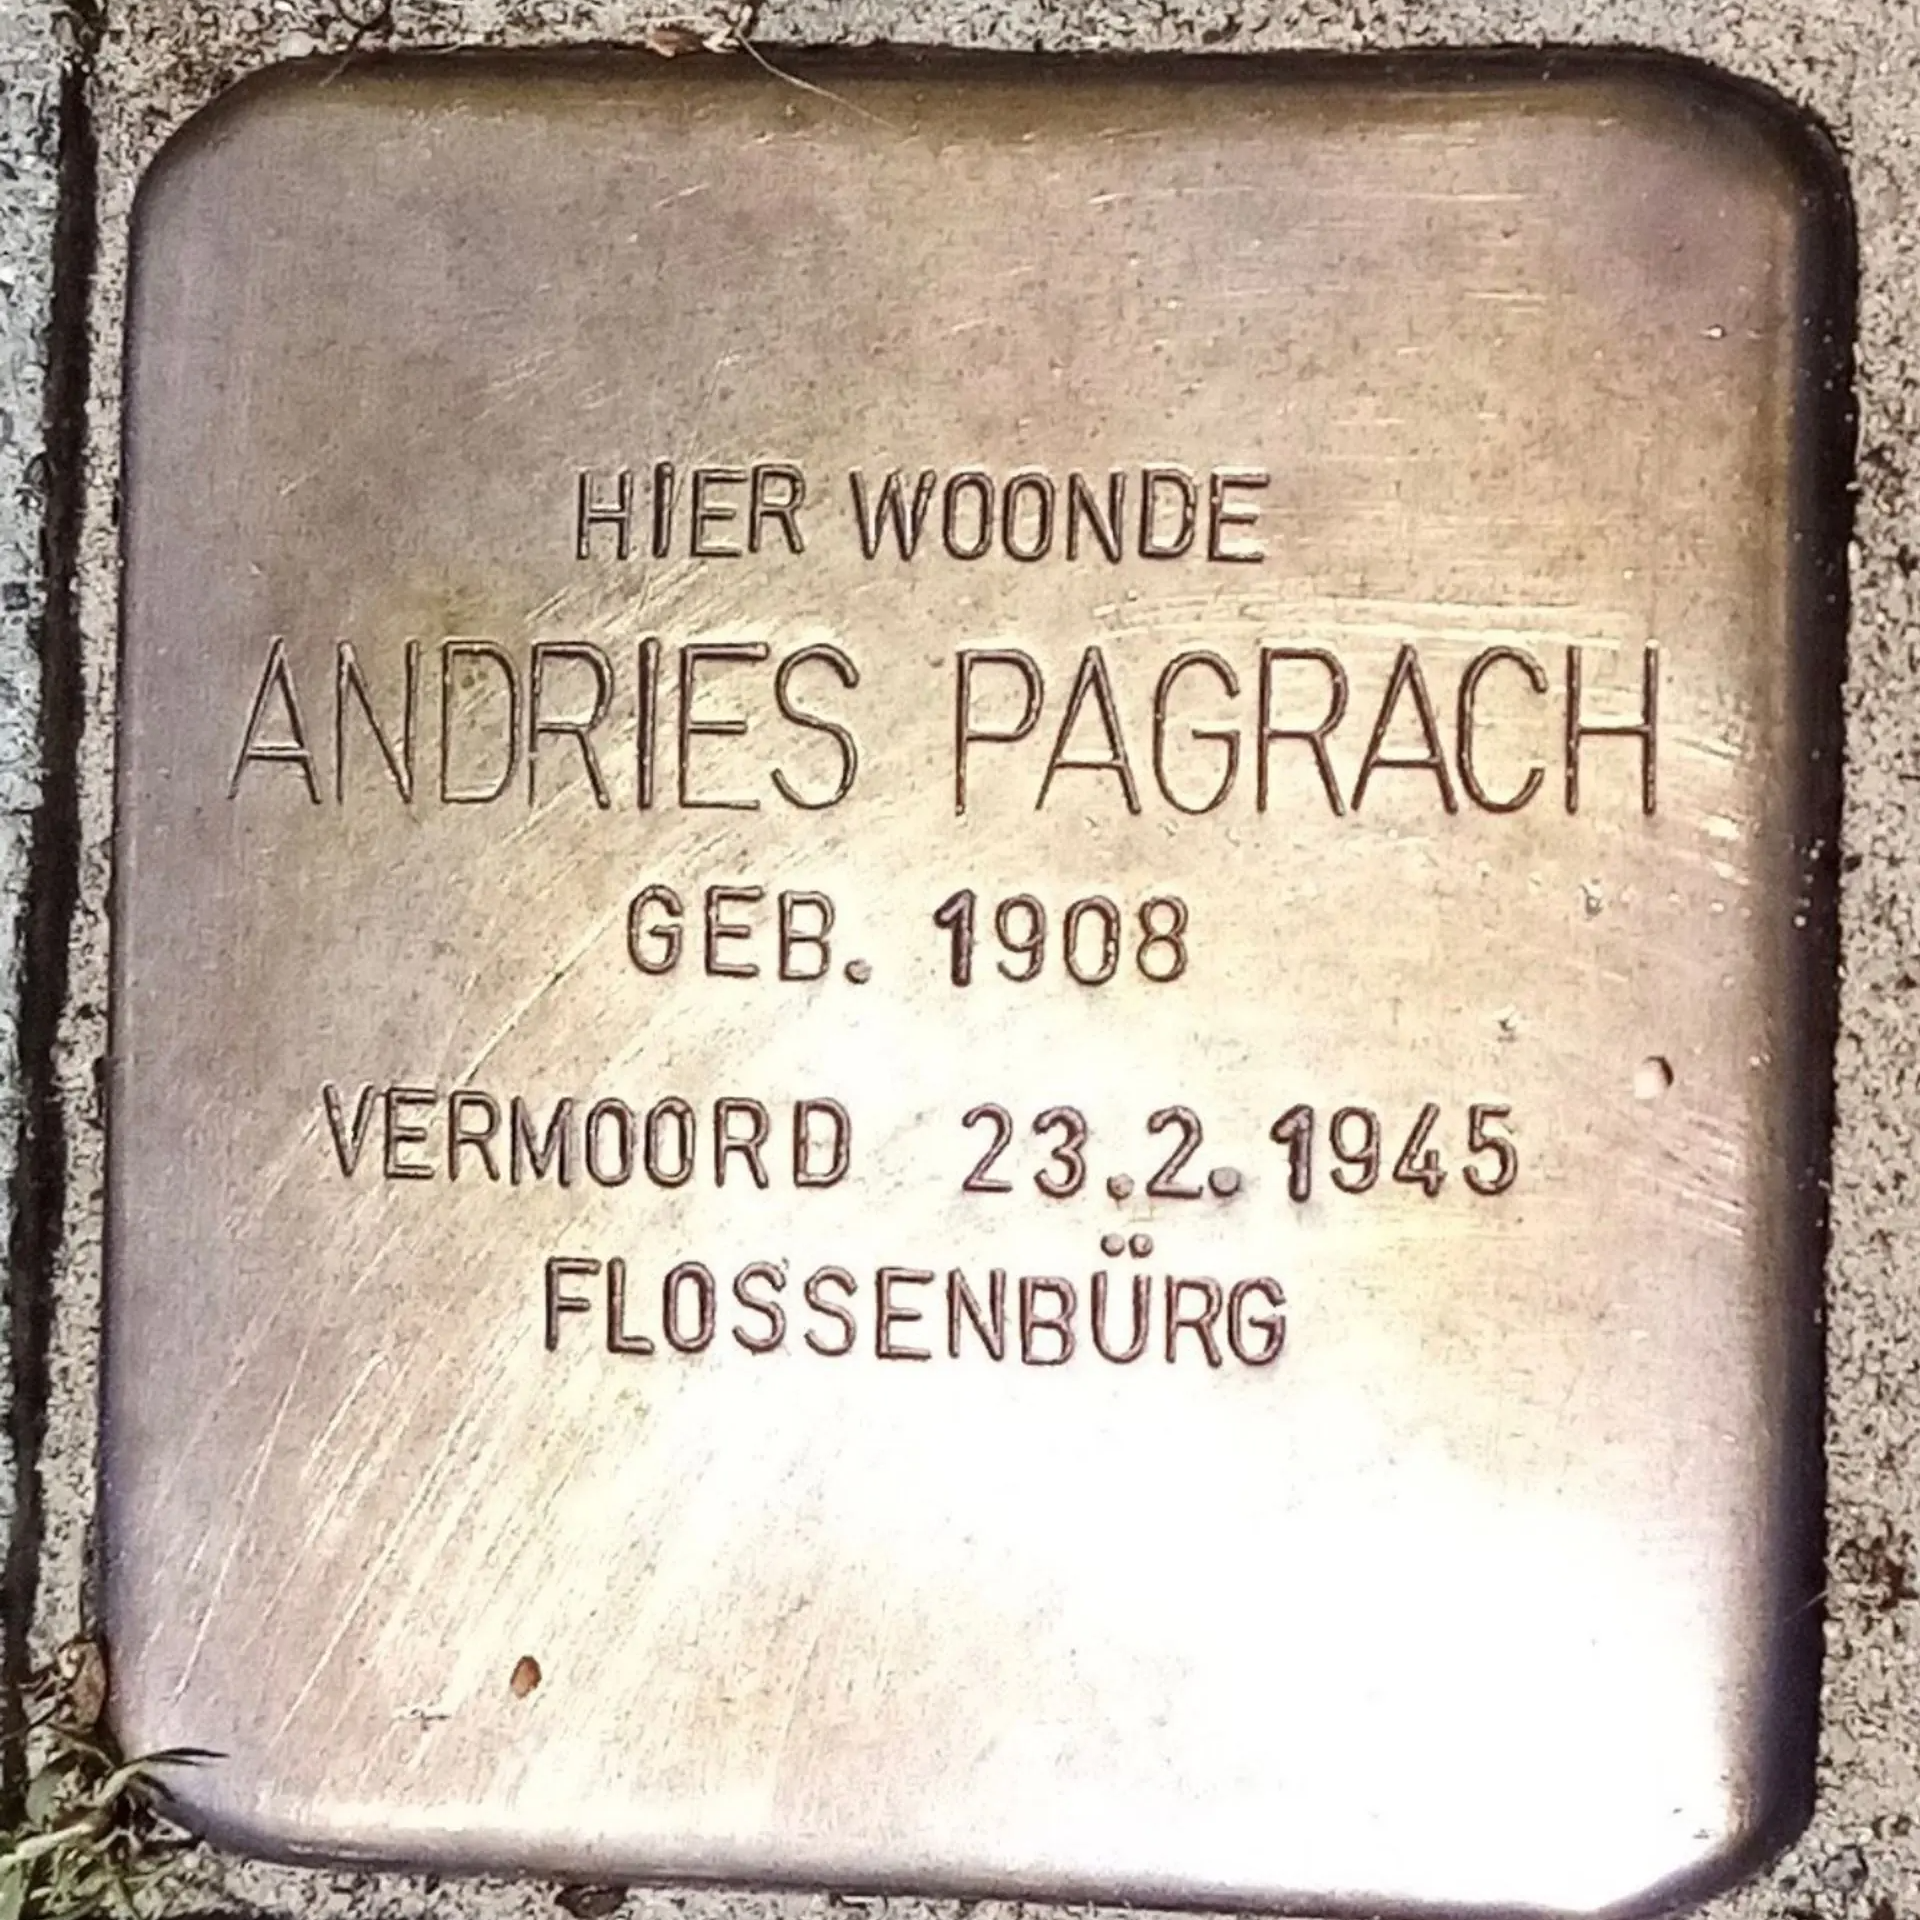 HIER WOONDE
ANDRIES PAGRACH
GEB. 1908
VERMOORD 23.2.1945
FLOSSENBÜRG